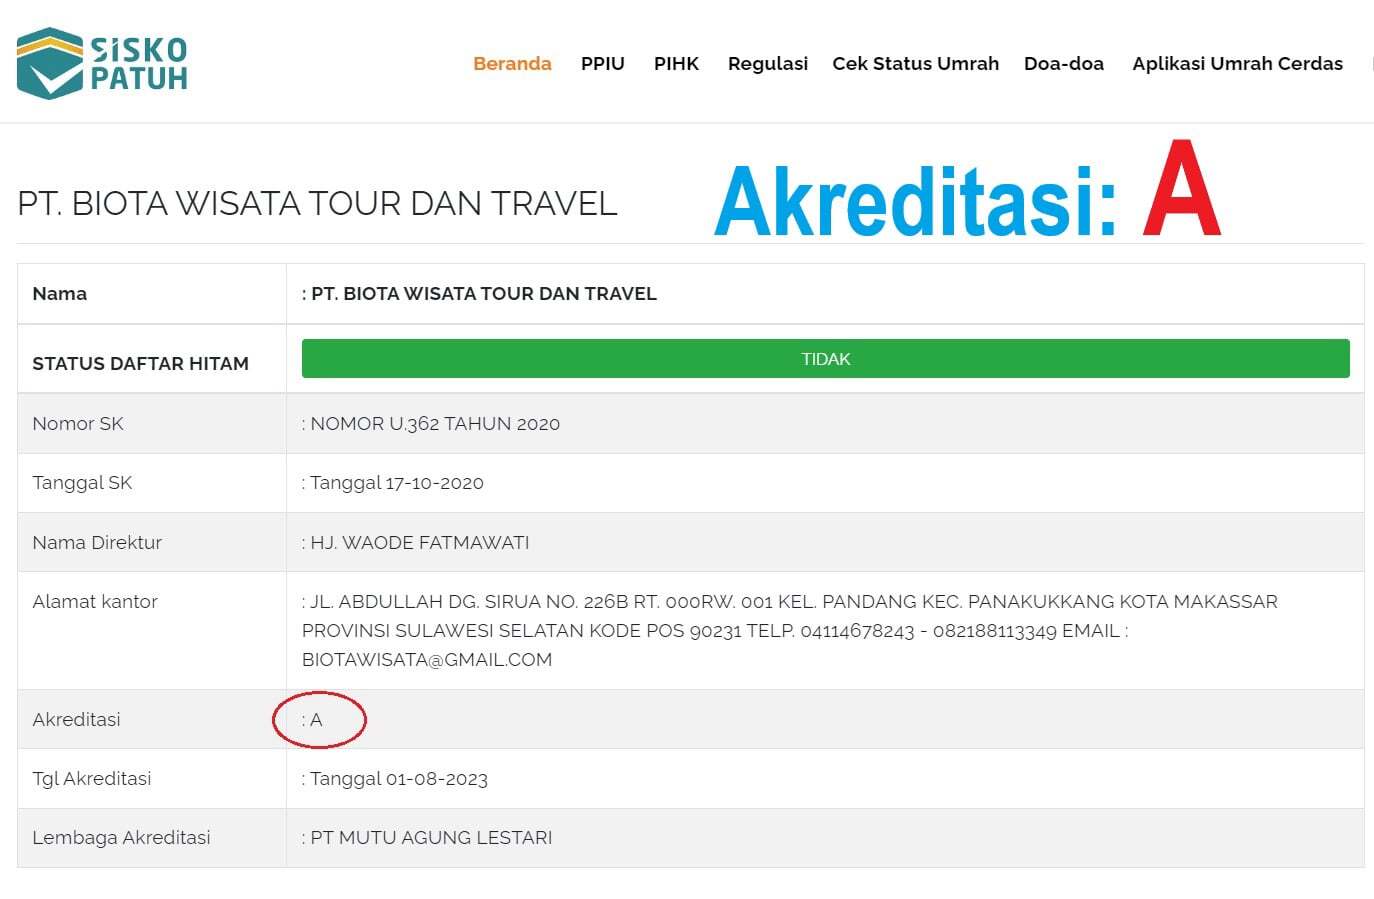 SISKO
PATUH
Beranda PPIU PIHK Regulasi Cek Status Umrah Doa-doa Aplikasi Umrah Cerdas
PT. BIOTA WISATA TOUR DAN TRAVEL
Akreditasi: A
Nama : PT. BIOTA WISATA TOUR DAN TRAVEL
STATUS DAFTAR HITAM TIDAK
Nomor SK : NOMOR U.362 TAHUN 2020
Tanggal SK : Tanggal 17-10-2020
Nama Direktur : HJ. WAODE FATMAWATI
Alamat kantor : JL. ABDULLAH DG. SIRUA NO. 226B RT. 000RW. 001 KEL. PANDANG KEC. PANAKUKKANG KOTA MAKASSAR
PROVINSI SULAWESI SELATAN KODE POS 90231 TELP. 04114678243 - 082188113349 EMAIL :
BIOTAWISATA@GMAIL.COM
Akreditasi : A
Tgl Akreditasi : Tanggal 01-08-2023
Lembaga Akreditasi : PT MUTU AGUNG LESTARI